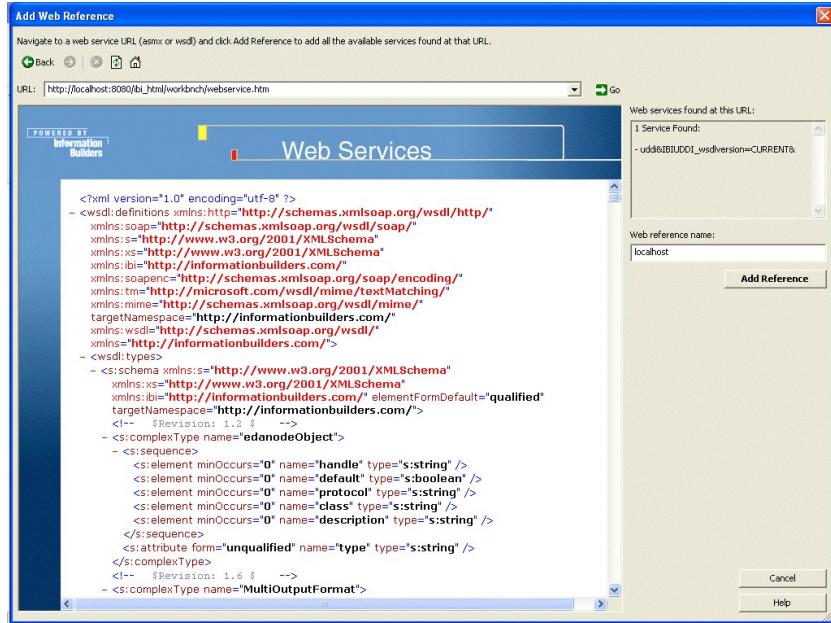 Add Web Reference
Navigate to a web service URL (asmx or wsdl) and click Add Reference to add all the available services found at that URL.
Back
URL: http://localhost:8080/ibi_html/workbnch/webservice.htm Go
POWERED BY
Information
Builders
Web Services
<?xml version="1.0" encoding="utf-8" ?>
- <wsdl:definitions xmlns:http="http://schemas.xmlsoap.org/wsdl/http/"
xmlns:soap="http://schemas.xmlsoap.org/wsdl/soap/"
xmlns:s="http://www.w3.org/2001/XMLSchema"
xmlns:xs="http://www.w3.org/2001/XMLSchema"
xmlns:ibi="http://informationbuilders.com/"
xmlns:soapenc="http://schemas.xmlsoap.org/soap/encoding/"
xmlns:tm="http://microsoft.com/wsdl/mime/textMatching/"
xmlns:mime="http://schemas.xmlsoap.org/wsdl/mime/"
targetNamespace="http://informationbuilders.com/"
xmlns:wsdl="http://schemas.xmlsoap.org/wsdl/"
xmlns="http://informationbuilders.com/">
- <wsdl:types>
- <s:schema xmlns:s="http://www.w3.org/2001/XMLSchema"
xmlns:xs="http://www.w3.org/2001/XMLSchema"
xmlns:ibi="http://informationbuilders.com/" elementFormDefault="qualified"
targetNamespace="http://informationbuilders.com/">
<!-- $Revision: 1.2 $ -->
- <s:complexType name="edanodeObject">
- <s:sequence>
<s:element minOccurs="0" name="handle" type="s:string" />
<s:element minOccurs="0" name="default" type="s:boolean" />
<s:element minOccurs="0" name="protocol" type="s:string" />
<s:element minOccurs="0" name="class" type="s:string" />
<s:element minOccurs="0" name="description" type="s:string" />
</s:sequence>
<s:attribute form="unqualified" name="type" type="s:string" />
</s:complexType>
<!-- $Revision: 1.6 $ -->
- <s:complexType name="MultiOutputFormat">
Web services found at this URL:
1 Service Found:
- uddi&IBIUDDI_wsdlversion=CURRENT&
Web reference name:
localhost
Add Reference
Cancel
Help